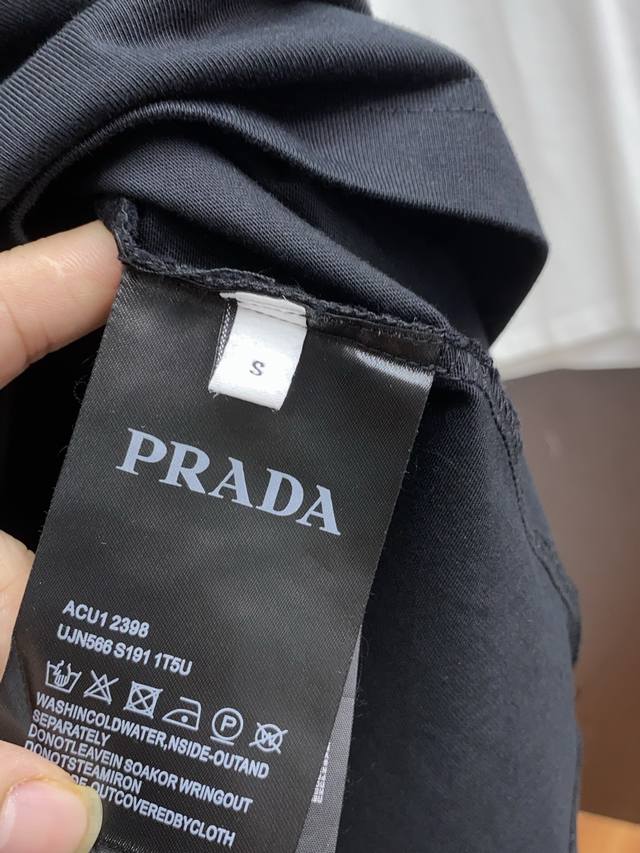 S
PRADA
ACU1 2398
UJN566 S191 1T5U
WASHINCOLDWATER,NSIDE-OUTAND
SEPARATELY
DONOTLEAVEIN SOAKOR WRINGOUT
DONOTSTEAMIRON
-OUTCOVEREDBYCLOTH